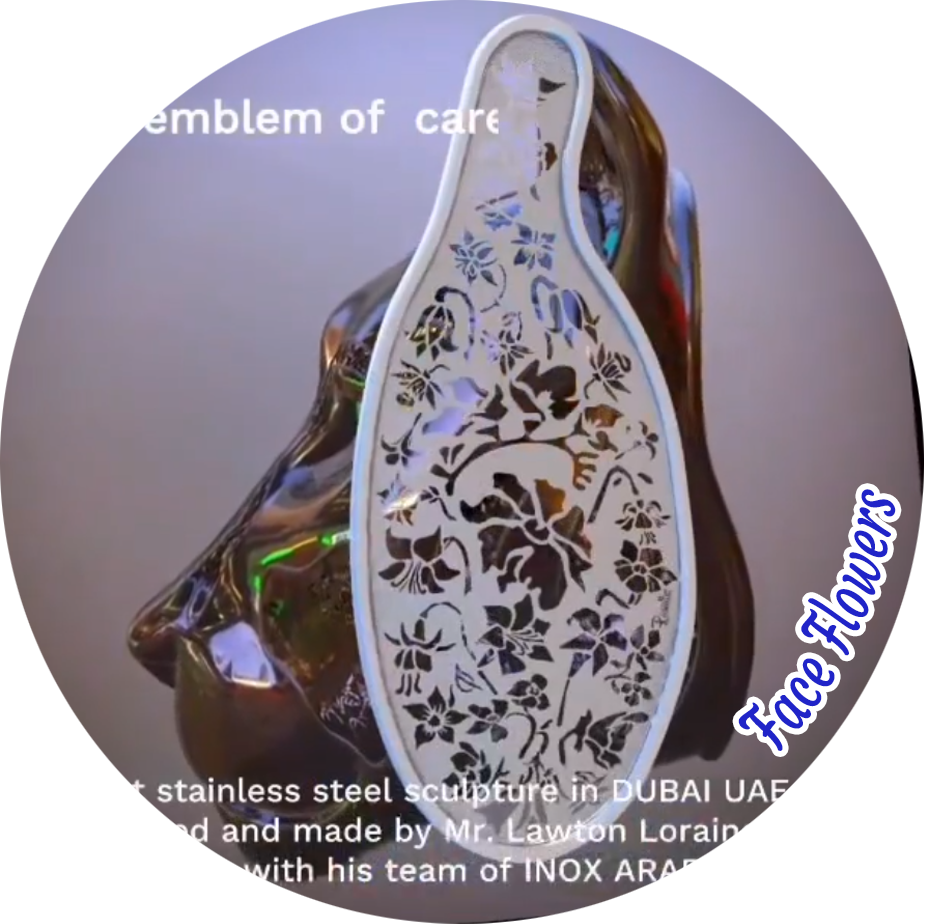 emblem of care
stainless steel sculpture in DUBAI UAE
and made by Mr. Lawton
with his team of INOX
Face Flowers